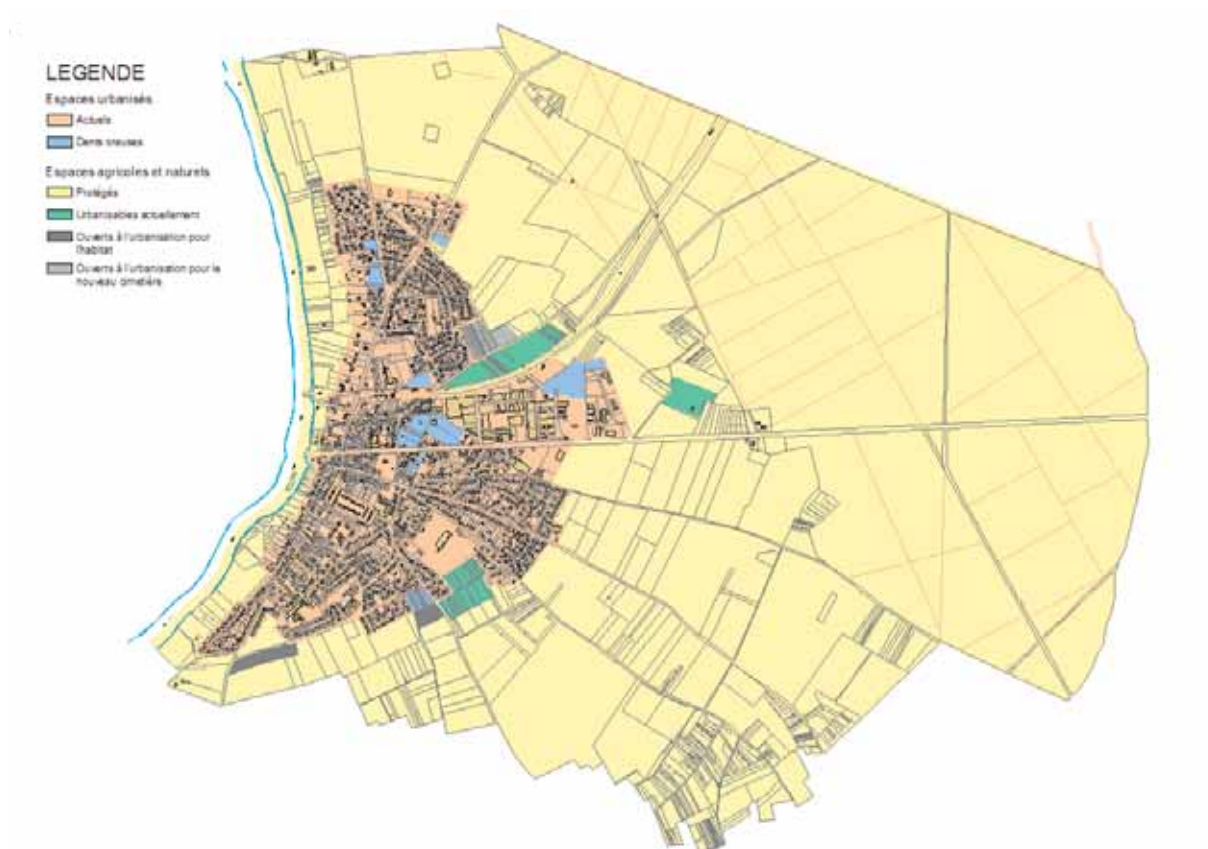 LEGENDE
Espaces urbanisés
Actuels
Dents creuses
Espaces agricoles et naturels
Protégés
Urbanisables actuellement
Ouverts à l'urbanisation pour
l'habitat
Ouverts à l'urbanisation pour le
nouveau cimetière